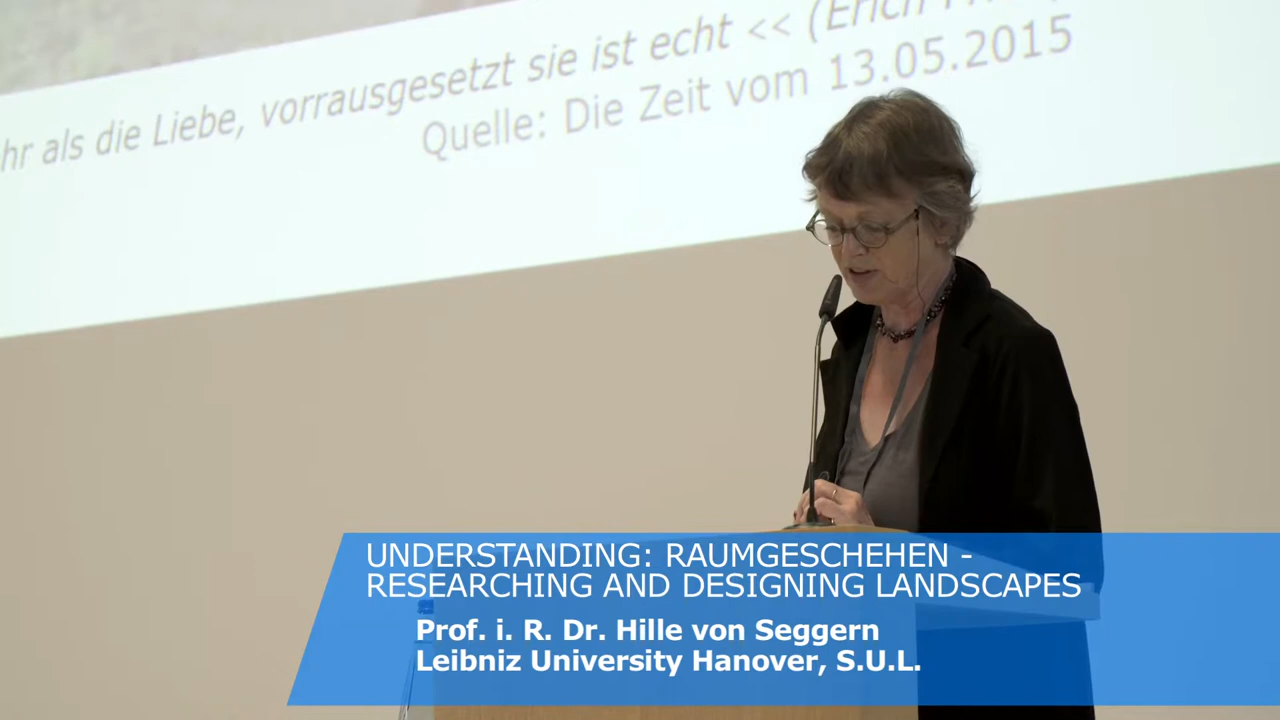 hr als die Liebe, vorrausgesetzt sie ist echt << (Erich
Quelle: Die Zeit vom 13.05.2015
UNDERSTANDING: RAUMGESCHEHEN -
RESEARCHING AND DESIGNING LANDSCAPES
Prof. i. R. Dr. Hille von Seggern
Leibniz University Hanover, S.U.L.